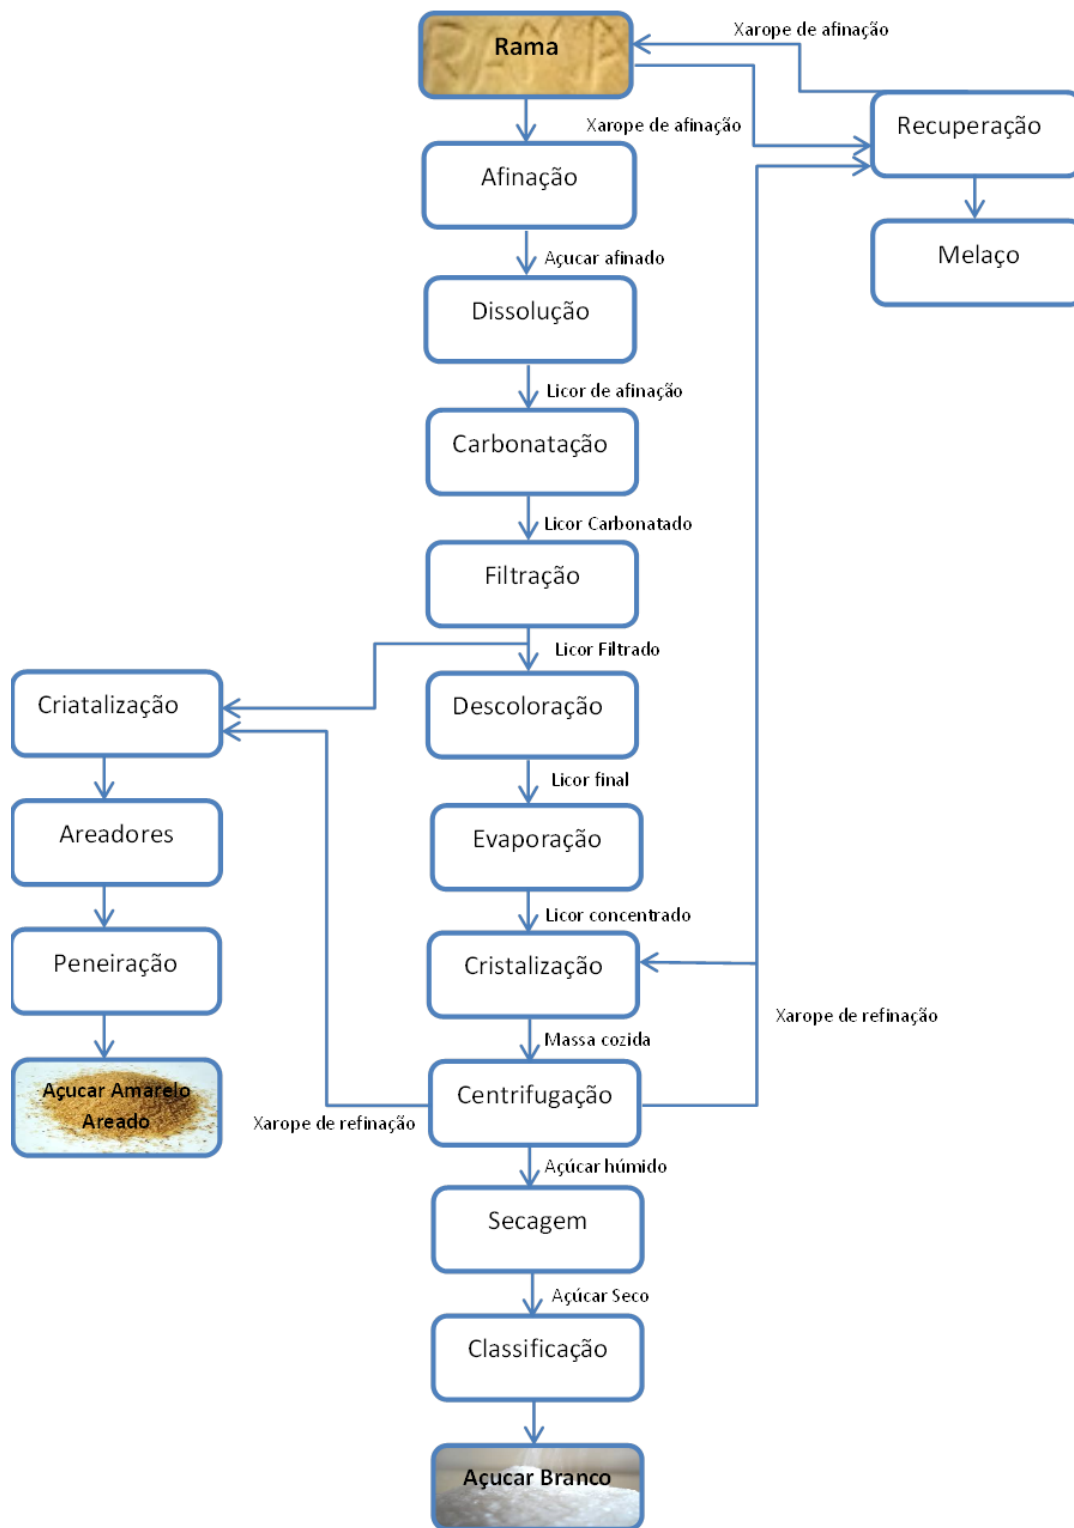 Xarope de afinação
Rama
Xarope de afinação
Recuperação
Afinação
Melaço
Açucar afinado
Dissolução
Licor de afinação
Carbonatação
Licor Carbonatado
Filtração
Licor Filtrado
Criatalização
Descoloração
Licor final
Areadores
Evaporação
Licor concentrado
Peneiração
Cristalização
Xarope de refinação
Massa cozida
Açucar Amarelo
Areado
Centrifugação
Xarope de refinação
Açúcar húmido
Secagem
Açúcar Seco
Classificação
Açucar Branco